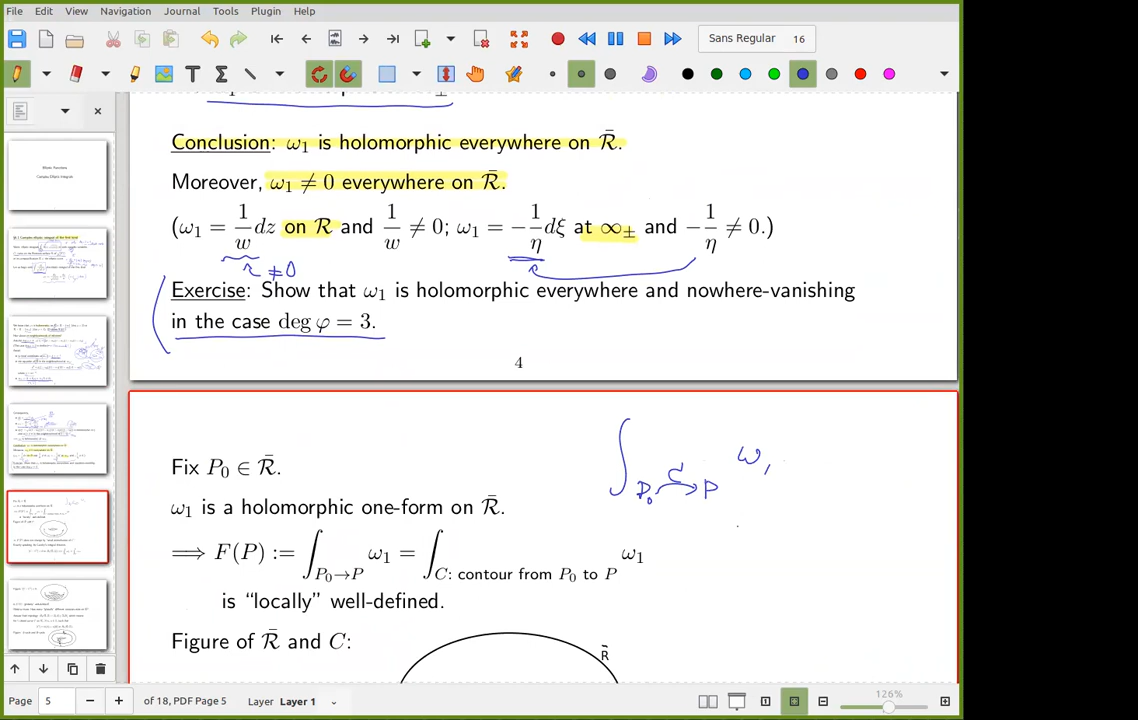 File Edit View Navigation Journal Tools Plugin Help
Sans Regular 16
Conclusion: ω₁ is holomorphic everywhere on R̄.
Moreover, ω₁ ≠ 0 everywhere on R̄.
(ω₁ = 1/w dz on R and 1/w ≠ 0; ω₁ = −1/η dξ at ∞± and −1/η ≠ 0.)
≠0
Exercise: Show that ω₁ is holomorphic everywhere and nowhere-vanishing
in the case deg φ = 3.
4
∫ P₀ → P C ω₁
Fix P₀ ∈ R̄.
ω₁ is a holomorphic one-form on R̄.
⟹ F(P) := ∫_{P₀→P} ω₁ = ∫_{C: contour from P₀ to P} ω₁
is “locally” well-defined.
Figure of R̄ and C:
R̄
Page 5 of 18, PDF Page 5 Layer Layer 1 126%